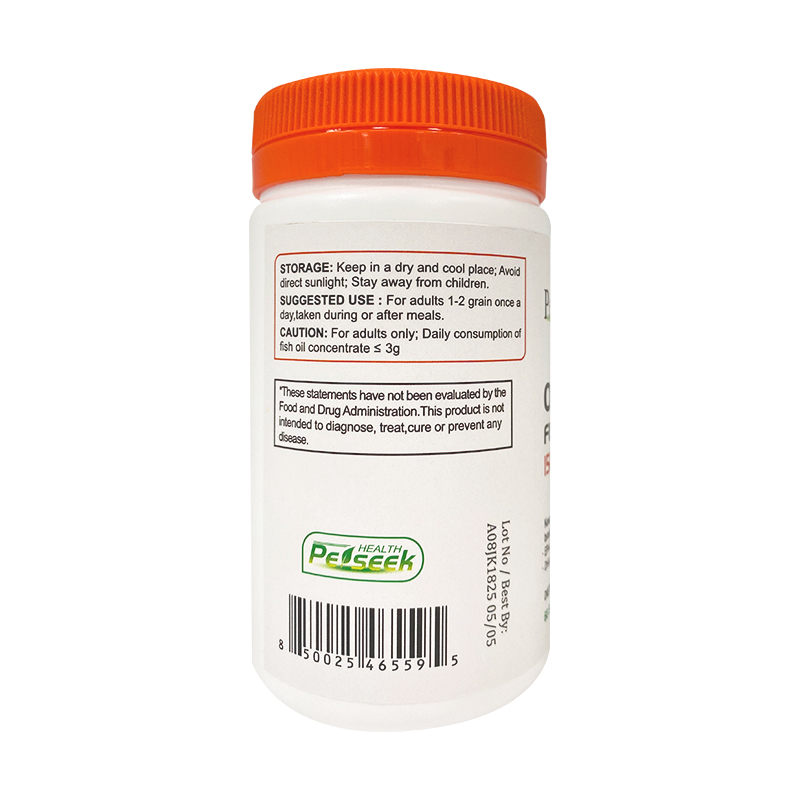 STORAGE: Keep in a dry and cool place; Avoid
direct sunlight; Stay away from children.
SUGGESTED USE : For adults 1-2 grain once a
day,taken during or after meals.
CAUTION: For adults only; Daily consumption of
fish oil concentrate ≤ 3g
*These statements have not been evaluated by the
Food and Drug Administration.This product is not
intended to diagnose, treat,cure or prevent any
disease.
HEALTH
Peiseek
Lot No / Best By:
A08JK1825 05/05
8 50025 46559 5